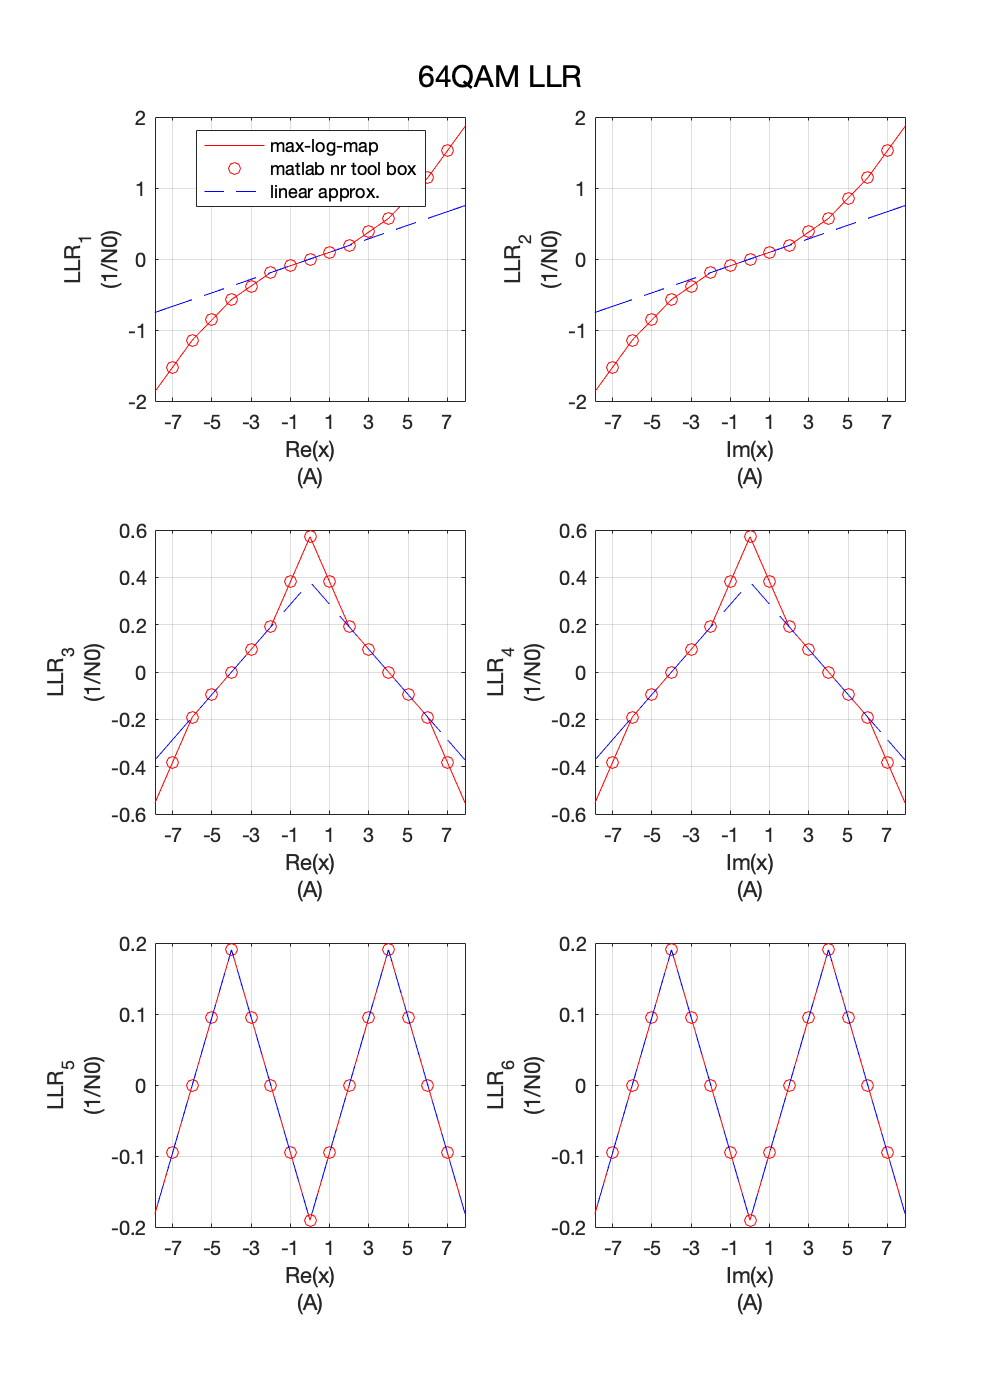 64QAM LLR
max-log-map
matlab nr tool box
linear approx.
2
1
0
-1
-2
LLR1
(1/N0)
-7 -5 -3 -1 1 3 5 7
Re(x)
(A)
2
1
0
-1
-2
LLR2
(1/N0)
-7 -5 -3 -1 1 3 5 7
Im(x)
(A)
0.6
0.4
0.2
0
-0.2
-0.4
-0.6
LLR3
(1/N0)
-7 -5 -3 -1 1 3 5 7
Re(x)
(A)
0.6
0.4
0.2
0
-0.2
-0.4
-0.6
LLR4
(1/N0)
-7 -5 -3 -1 1 3 5 7
Im(x)
(A)
0.2
0.1
0
-0.1
-0.2
LLR5
(1/N0)
-7 -5 -3 -1 1 3 5 7
Re(x)
(A)
0.2
0.1
0
-0.1
-0.2
LLR6
(1/N0)
-7 -5 -3 -1 1 3 5 7
Im(x)
(A)